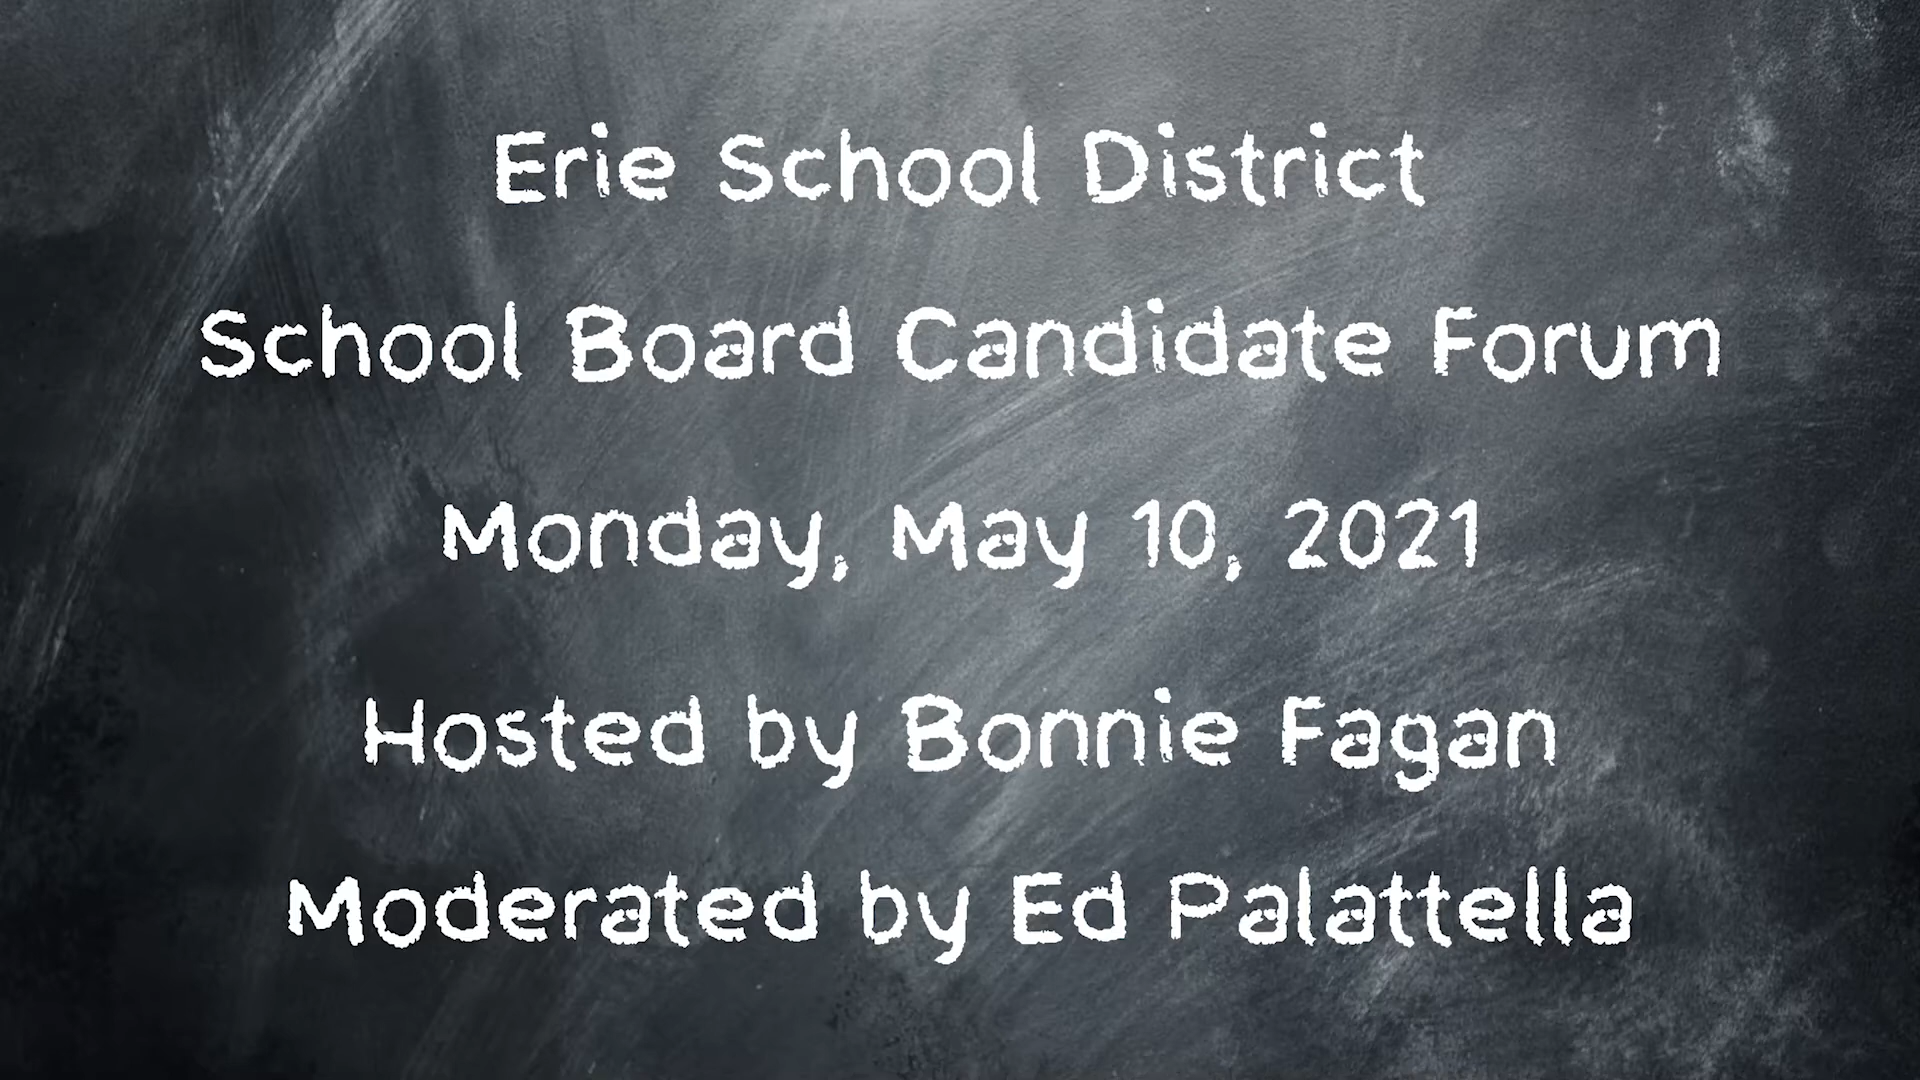 Erie School District
School Board Candidate Forum
Monday, May 10, 2021
Hosted by Bonnie Fagan
Moderated by Ed Palattella